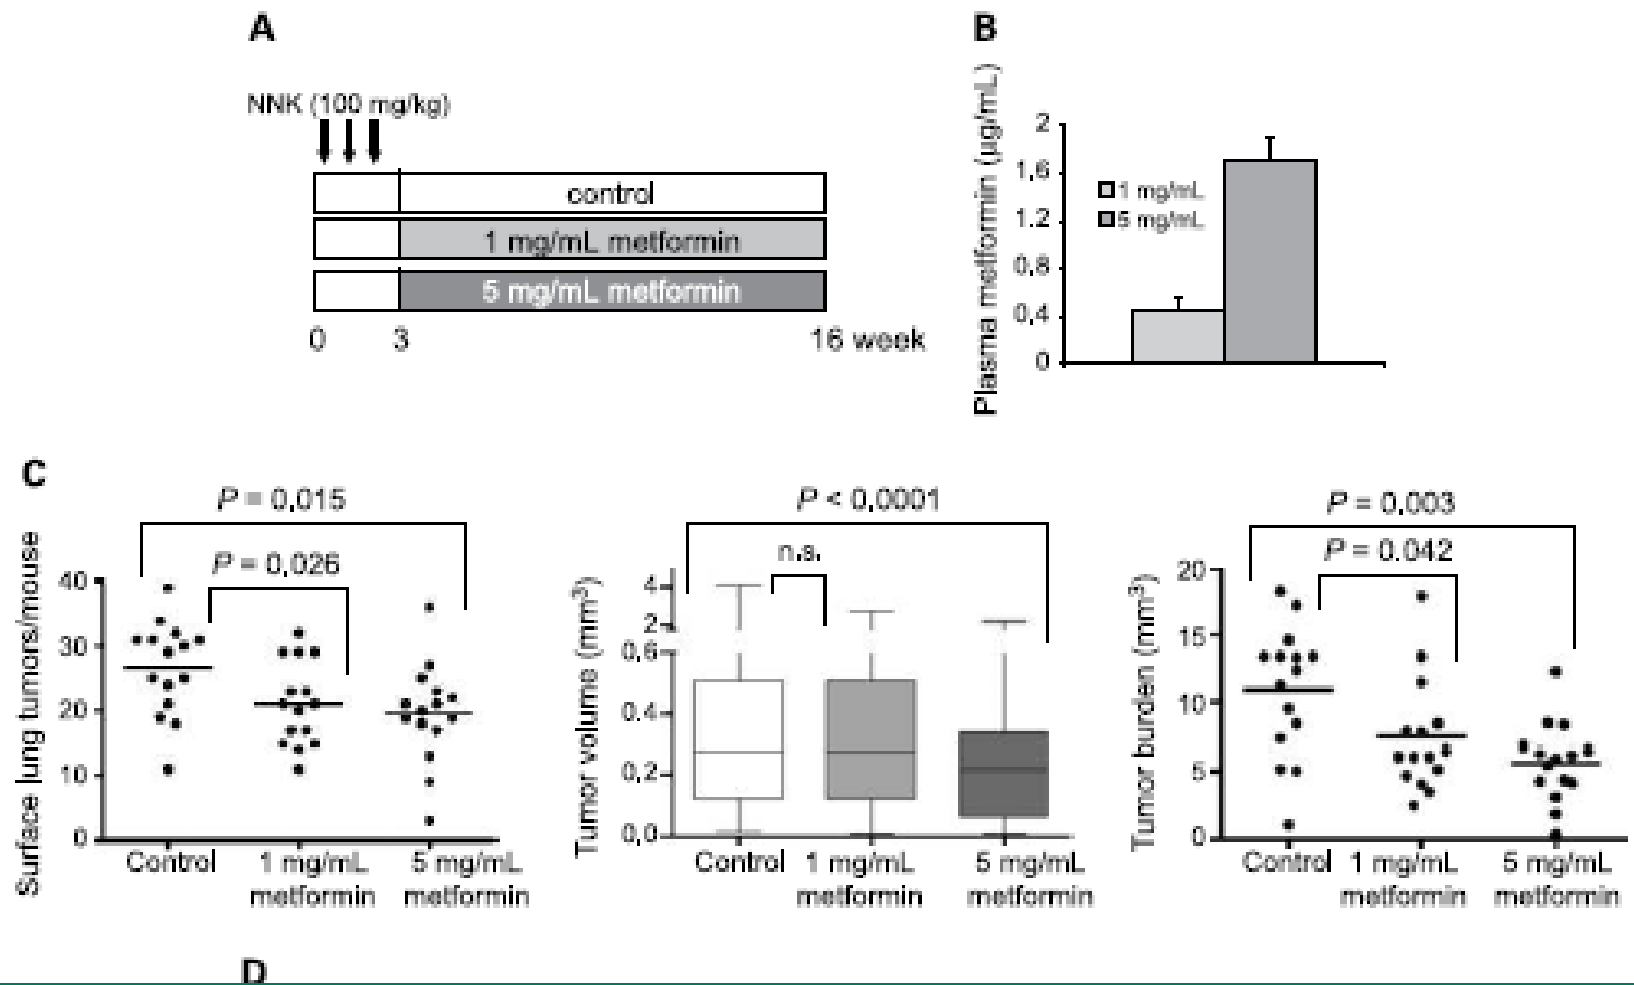 A
NNK (100 mg/kg)
control
1 mg/mL metformin
5 mg/mL metformin
0 3 16 week
B
Plasma metformin (µg/mL)
2
1.6
1.2
0.8
0.4
0
1 mg/mL
5 mg/mL
C
Surface lung tumors/mouse
P = 0.015
P = 0.026
40
30
20
10
0
Control 1 mg/mL metformin 5 mg/mL metformin
Tumor volume (mm³)
P < 0.0001
n.s.
4
2
0.6
0.4
0.2
0.0
Control 1 mg/mL metformin 5 mg/mL metformin
Tumor burden (mm³)
P = 0.003
P = 0.042
20
15
10
5
0
Control 1 mg/mL metformin 5 mg/mL metformin
D